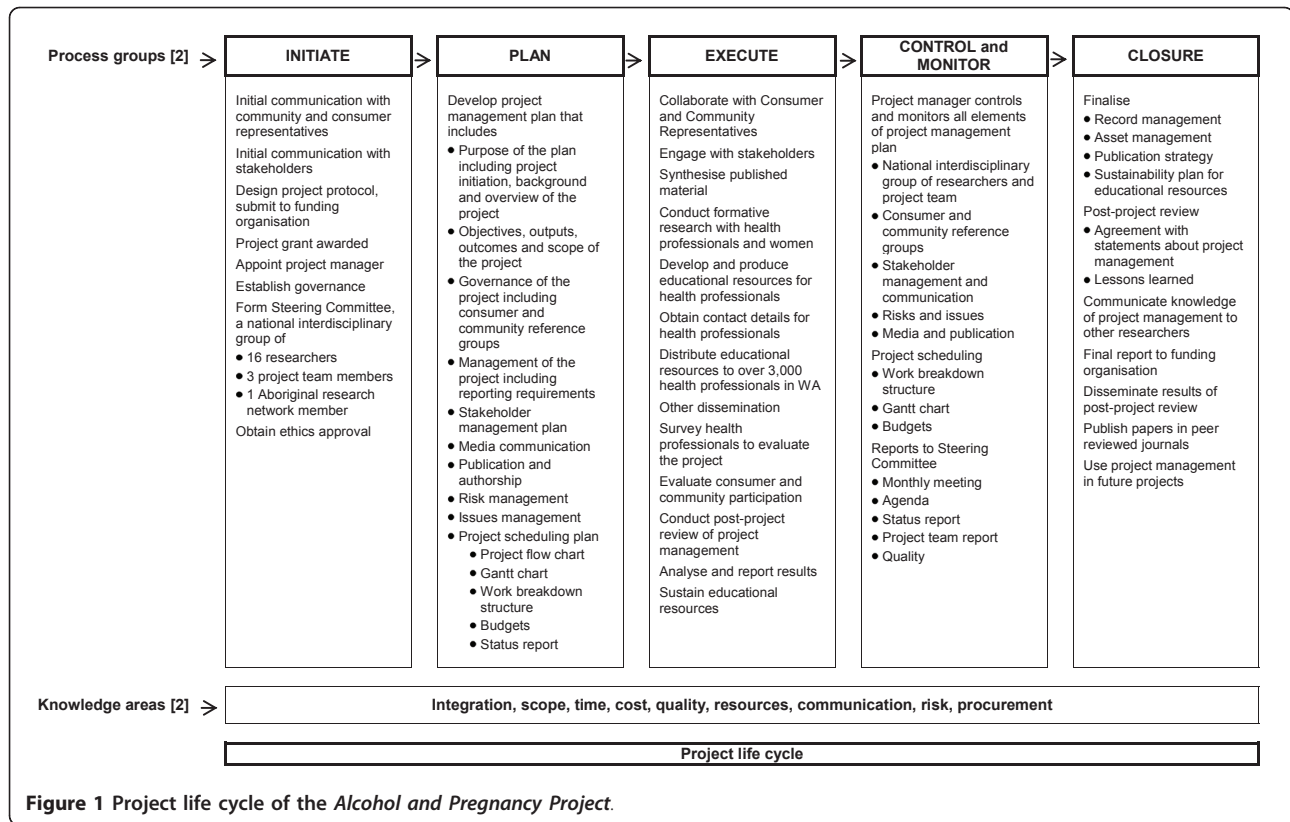 Process groups [2]
INITIATE
PLAN
EXECUTE
CONTROL and
MONITOR
CLOSURE
Initial communication with
community and consumer
representatives
Initial communication with
stakeholders
Design project protocol,
submit to funding
organisation
Project grant awarded
Appoint project manager
Establish governance
Form Steering Committee,
a national interdisciplinary
group of
● 16 researchers
● 3 project team members
● 1 Aboriginal research
network member
Obtain ethics approval
Develop project
management plan that
includes
● Purpose of the plan
including project
initiation, background
and overview of the
project
● Objectives, outputs,
outcomes and scope of
the project
● Governance of the
project including
consumer and
community reference
groups
● Management of the
project including
reporting requirements
● Stakeholder
management plan
● Media communication
● Publication and
authorship
● Risk management
● Issues management
● Project scheduling plan
● Project flow chart
● Gantt chart
● Work breakdown
structure
● Budgets
● Status report
Collaborate with Consumer
and Community
Representatives
Engage with stakeholders
Synthesise published
material
Conduct formative
research with health
professionals and women
Develop and produce
educational resources for
health professionals
Obtain contact details for
health professionals
Distribute educational
resources to over 3,000
health professionals in WA
Other dissemination
Survey health
professionals to evaluate
the project
Evaluate consumer and
community participation
Conduct post-project
review of project
management
Analyse and report results
Sustain educational
resources
Project manager controls
and monitors all elements
of project management
plan
● National interdisciplinary
group of researchers and
project team
● Consumer and
community reference
groups
● Stakeholder
management and
communication
● Risks and issues
● Media and publication
Project scheduling
● Work breakdown
structure
● Gantt chart
● Budgets
Reports to Steering
Committee
● Monthly meeting
● Agenda
● Status report
● Project team report
● Quality
Finalise
● Record management
● Asset management
● Publication strategy
● Sustainability plan for
educational resources
Post-project review
● Agreement with
statements about project
management
● Lessons learned
Communicate knowledge
of project management to
other researchers
Final report to funding
organisation
Disseminate results of
post-project review
Publish papers in peer
reviewed journals
Use project management
in future projects
Knowledge areas [2]
Integration, scope, time, cost, quality, resources, communication, risk, procurement
Project life cycle
Figure 1 Project life cycle of the Alcohol and Pregnancy Project.